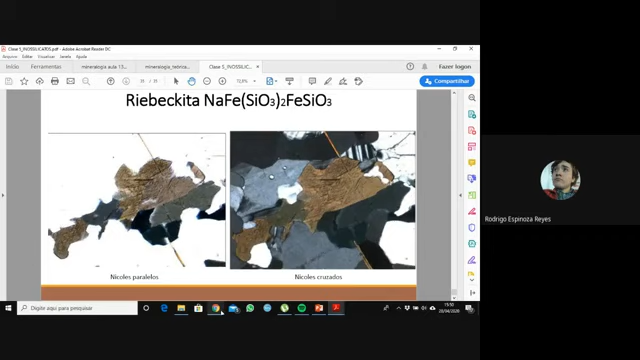 Clase 5_INOSSILICATOS.pdf - Adobe Acrobat Reader DC
Arquivo Editar Visualizar Janela Ajuda
Início Ferramentas mineralogia aula 13... mineralogia_teórica... Clase 5_INOSSILIC... Fazer logon
Compartilhar
Riebeckita NaFe(SiO₃)₂FeSiO₃
Nicoles paralelos Nicoles cruzados
Rodrigo Espinoza Reyes
Digite aqui para pesquisar